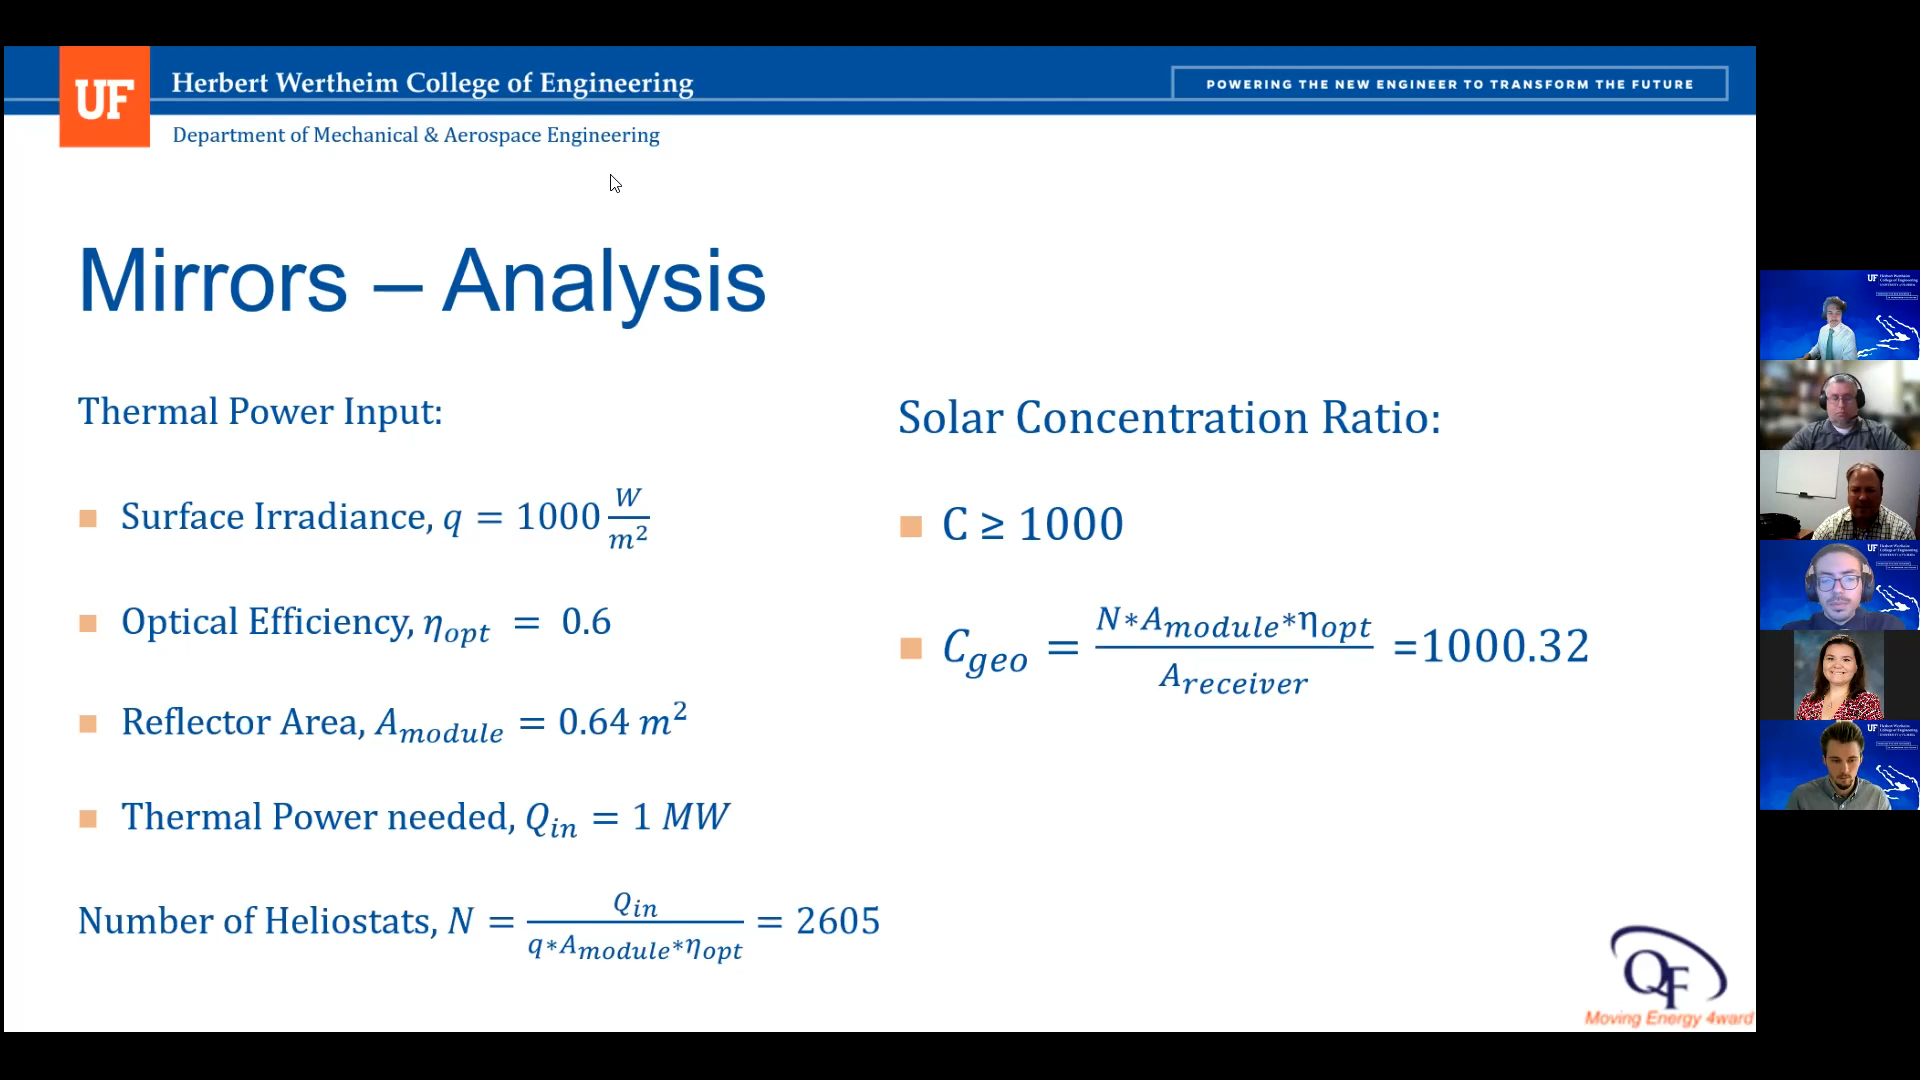 UF
Herbert Wertheim College of Engineering
POWERING THE NEW ENGINEER TO TRANSFORM THE FUTURE
Department of Mechanical & Aerospace Engineering
Mirrors – Analysis
Thermal Power Input:
Surface Irradiance, q = 1000 W/m²
Optical Efficiency, η_opt = 0.6
Reflector Area, A_module = 0.64 m²
Thermal Power needed, Q_in = 1 MW
Number of Heliostats, N = Q_in / q*A_module*η_opt = 2605
Solar Concentration Ratio:
C ≥ 1000
C_geo = N*A_module*η_opt / A_receiver =1000.32
QF
Moving Energy 4ward